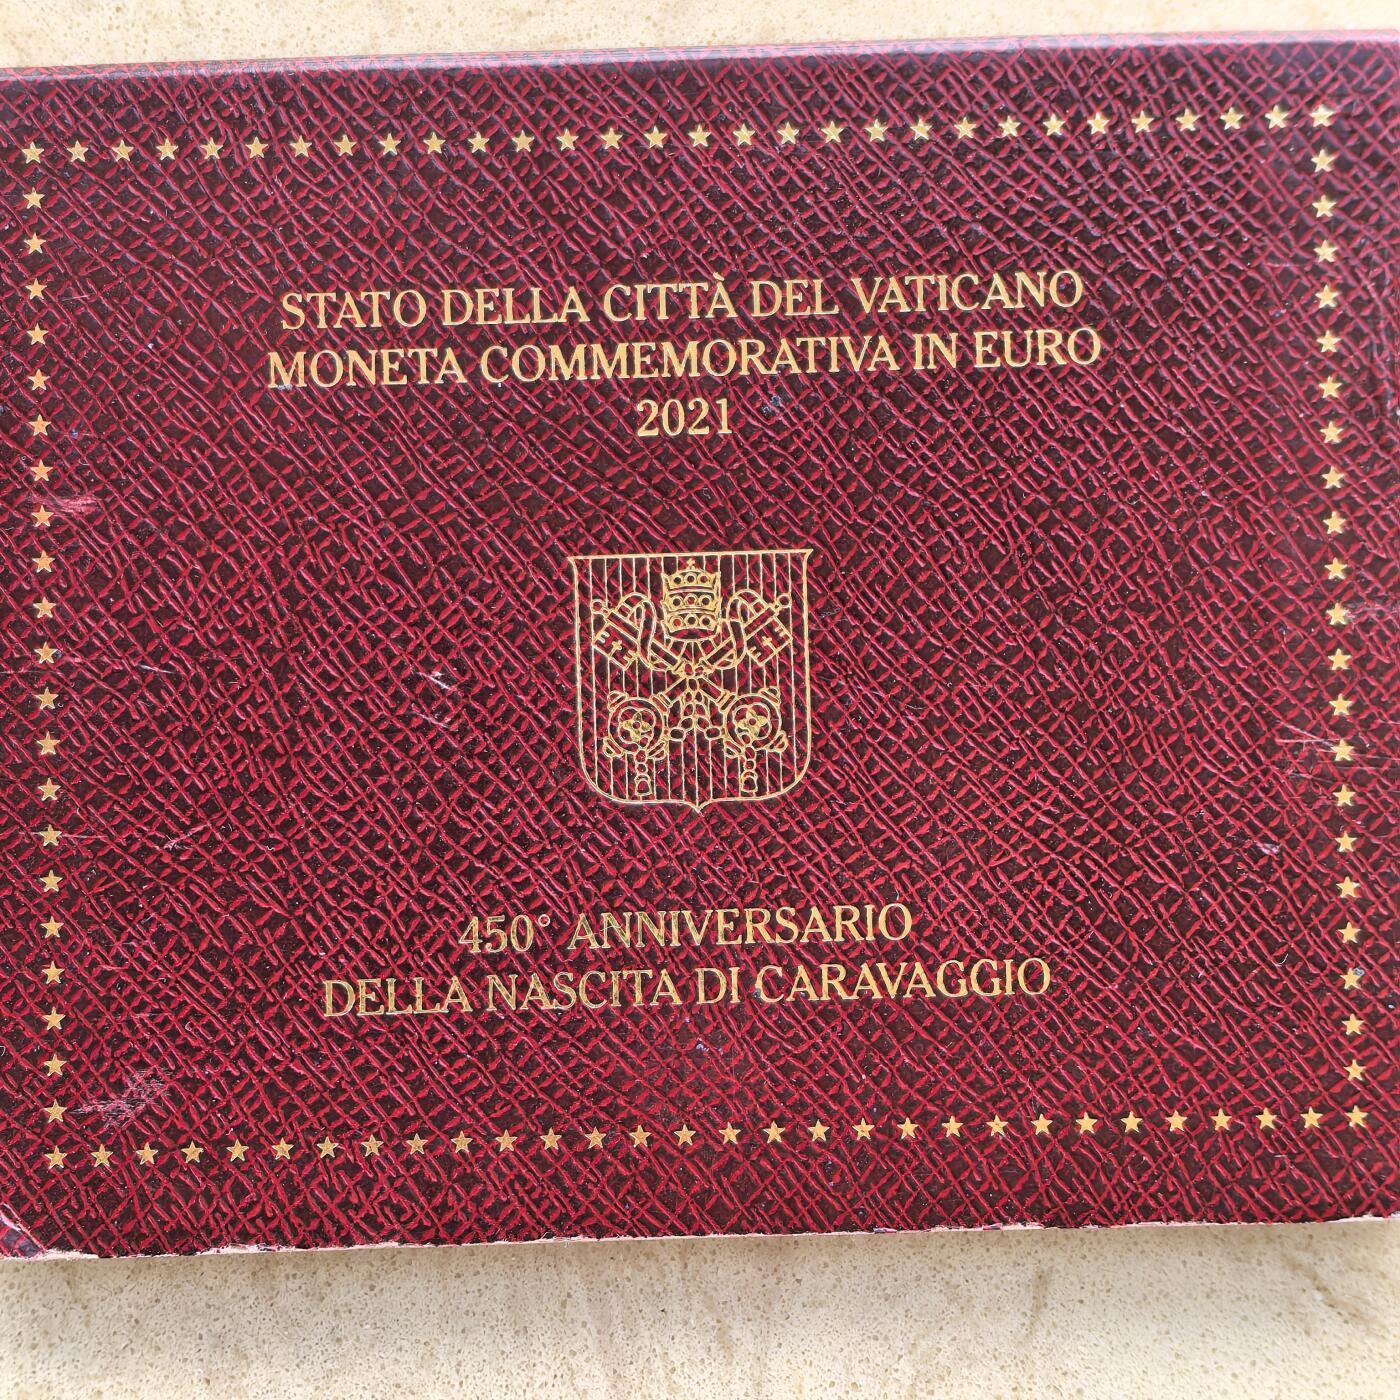 STATO DELLA CITTÀ DEL VATICANO
MONETA COMMEMORATIVA IN EURO
2021
450° ANNIVERSARIO
DELLA NASCITA DI CARAVAGGIO